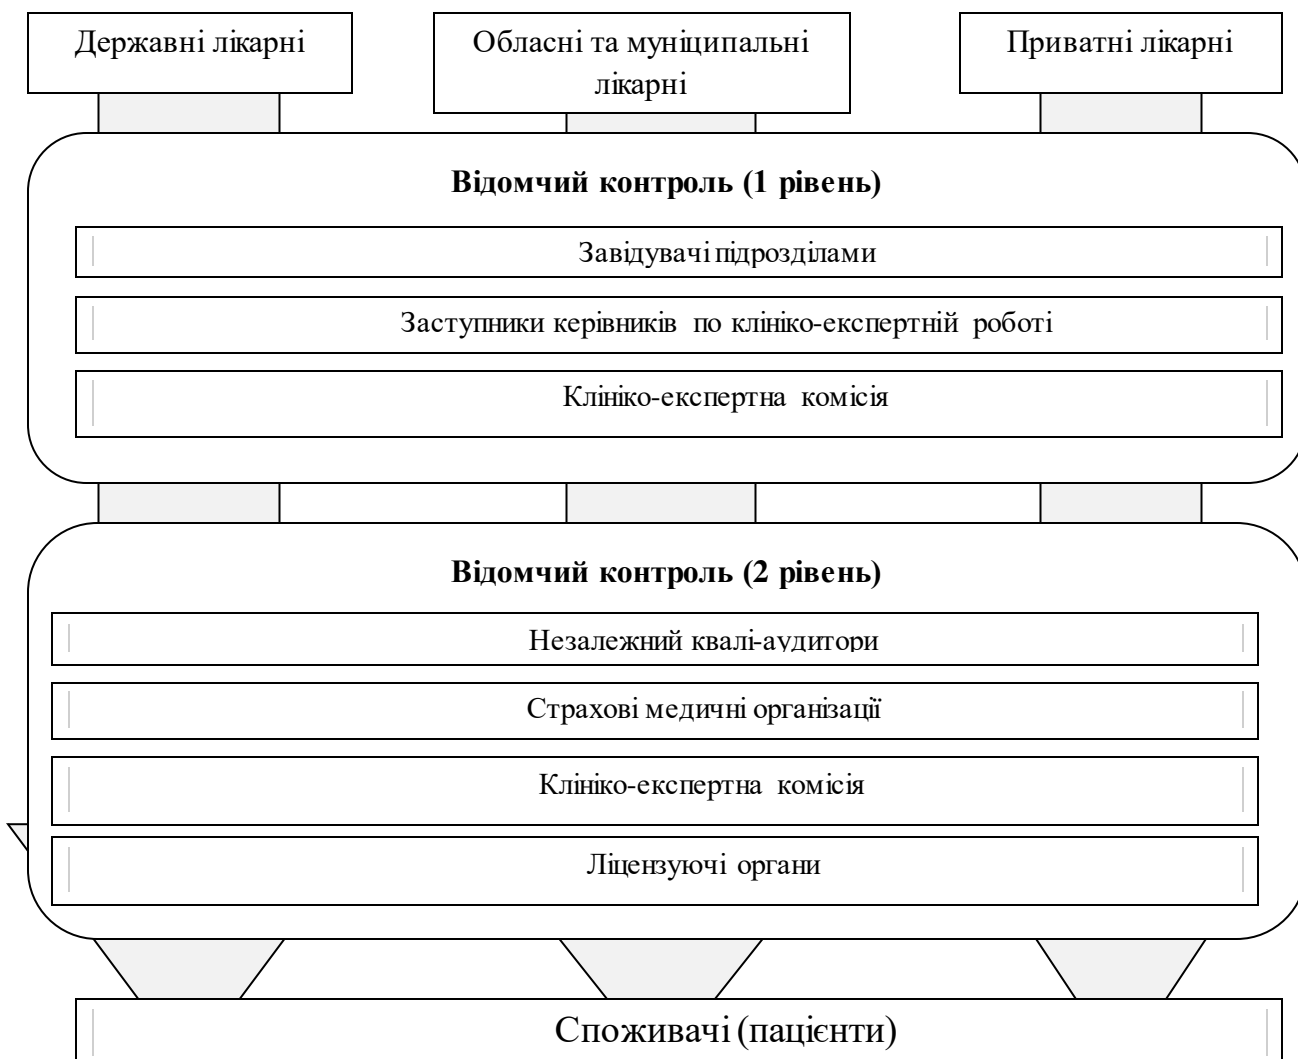 Державні лікарні
Обласні та муніципальні
лікарні
Приватні лікарні
Відомчий контроль (1 рівень)
Завідувачі підрозділами
Заступники керівників по клініко-експертній роботі
Клініко-експертна комісія
Відомчий контроль (2 рівень)
Незалежний квалі-аудитори
Страхові медичні організації
Клініко-експертна комісія
Ліцензуючі органи
Споживачі (пацієнти)